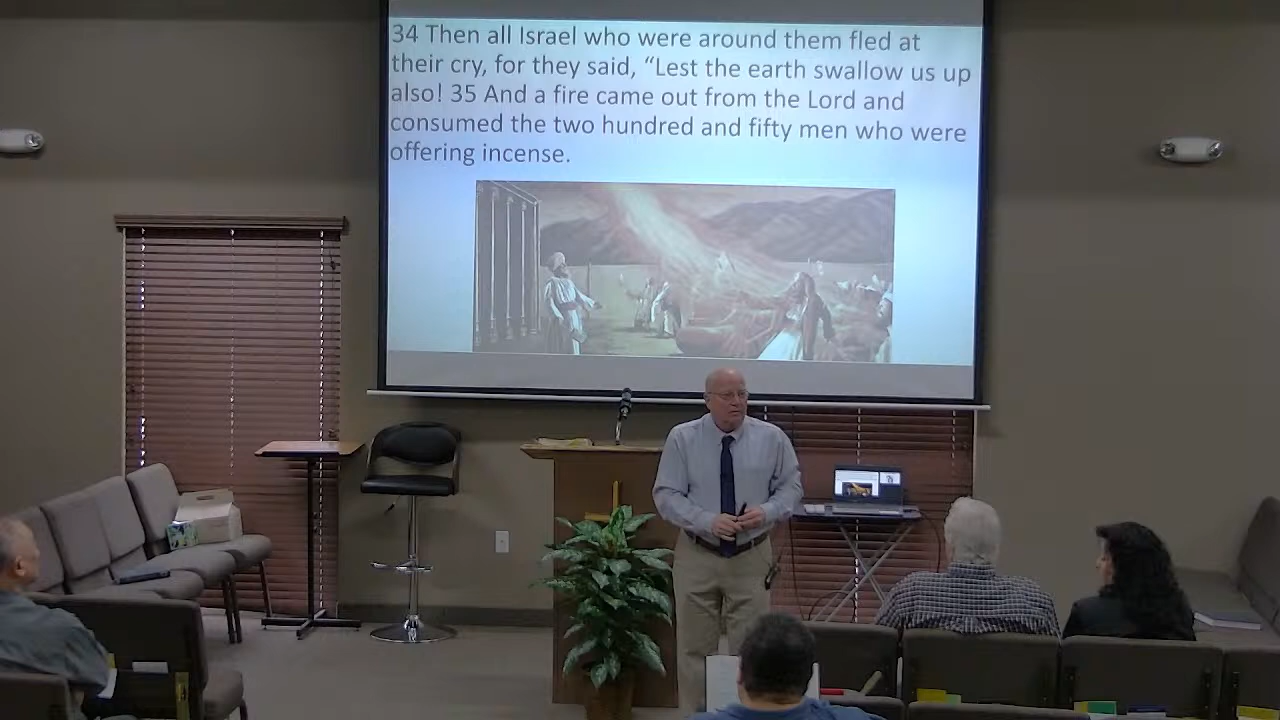 34 Then all Israel who were around them fled at
their cry, for they said, “Lest the earth swallow us up
also! 35 And a fire came out from the Lord and
consumed the two hundred and fifty men who were
offering incense.